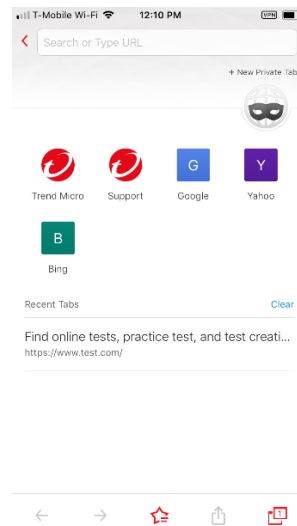 T-Mobile Wi-Fi 12:10 PM VPN
Search or Type URL
+ New Private Tab
Trend Micro Support G Google Y Yahoo
B
Bing
Recent Tabs Clear
Find online tests, practice test, and test creati...
https://www.test.com/
1